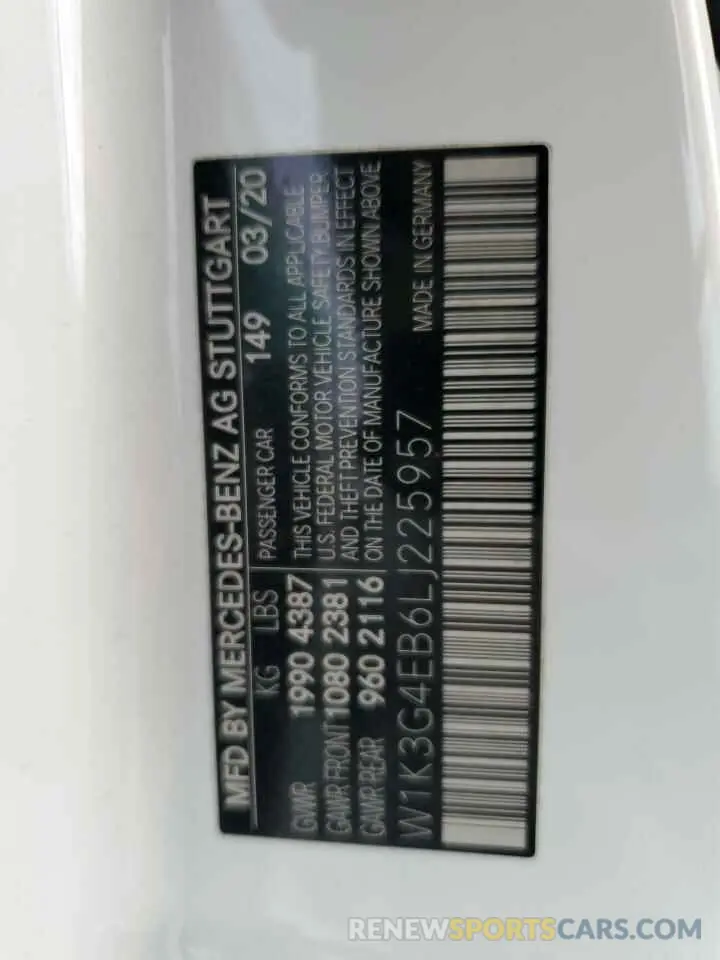 MFD BY MERCEDES-BENZ AG STUTTGART
KG LBS PASSENGER CAR 149 03/20
GVWR 1990 4387
GAWR FRONT 1080 2381
GAWR REAR 960 2116
THIS VEHICLE CONFORMS TO ALL APPLICABLE
U.S. FEDERAL MOTOR VEHICLE SAFETY, BUMPER,
AND THEFT PREVENTION STANDARDS IN EFFECT
ON THE DATE OF MANUFACTURE SHOWN ABOVE
W1K3G4EB6LJ225957 MADE IN GERMANY
RENEWSPORTSCARS.COM